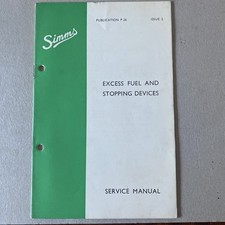 Simms
PUBLICATION P 36 ISSUE 2
EXCESS FUEL AND
STOPPING DEVICES
SERVICE MANUAL